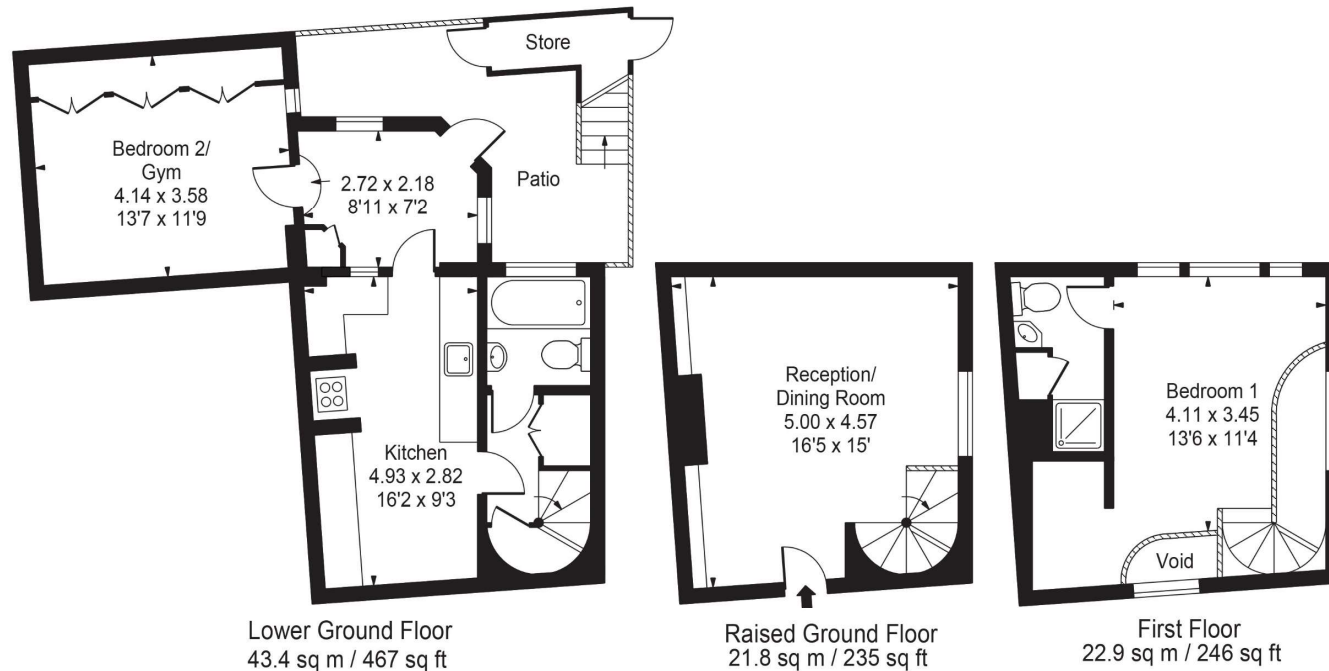 Store
Bedroom 2/
Gym
4.14 x 3.58
13'7 x 11'9
2.72 x 2.18
8'11 x 7'2
Patio
Kitchen
4.93 x 2.82
16'2 x 9'3
Lower Ground Floor
43.4 sq m / 467 sq ft
Reception/
Dining Room
5.00 x 4.57
16'5 x 15'
Raised Ground Floor
21.8 sq m / 235 sq ft
Bedroom 1
4.11 x 3.45
13'6 x 11'4
Void
First Floor
22.9 sq m / 246 sq ft